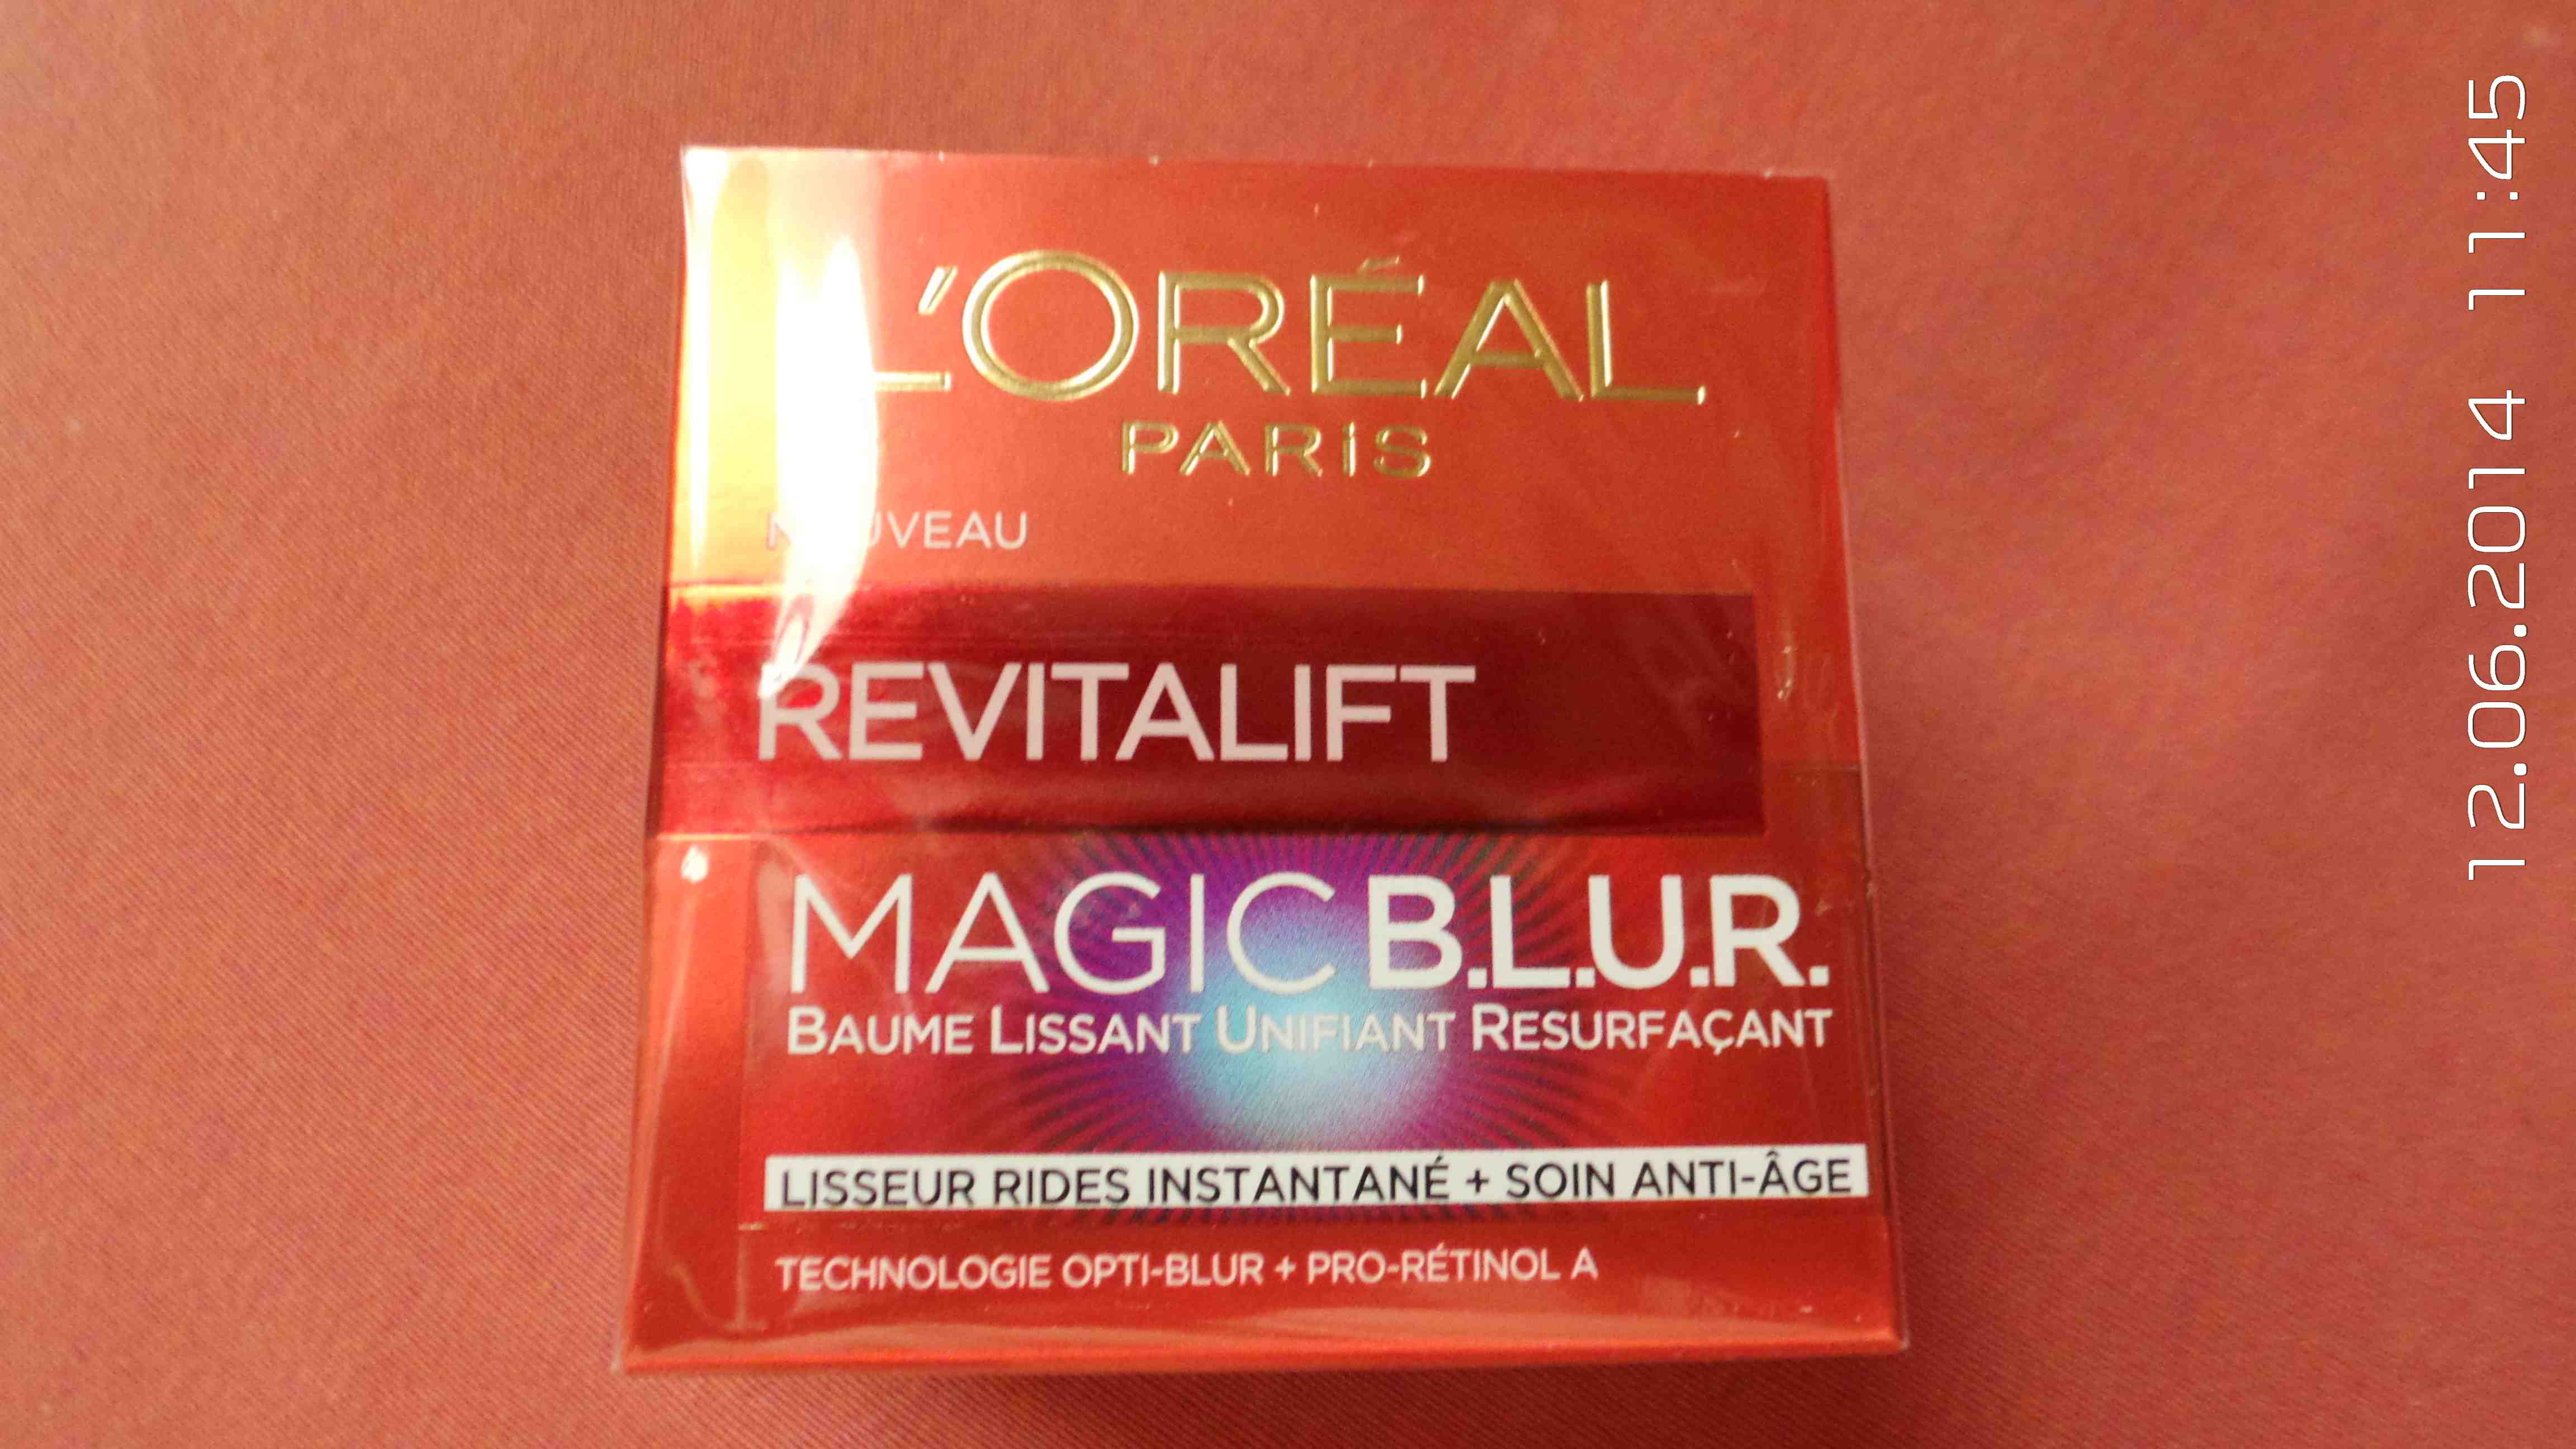 L'ORÉAL
PARIS
NOUVEAU
REVITALIFT
MAGIC B.L.U.R.
BAUME LISSANT UNIFIANT RESURFAÇANT
LISSEUR RIDES INSTANTANÉ + SOIN ANTI-ÂGE
TECHNOLOGIE OPTI-BLUR + PRO-RÉTINOL A
12.06.2014 11:45